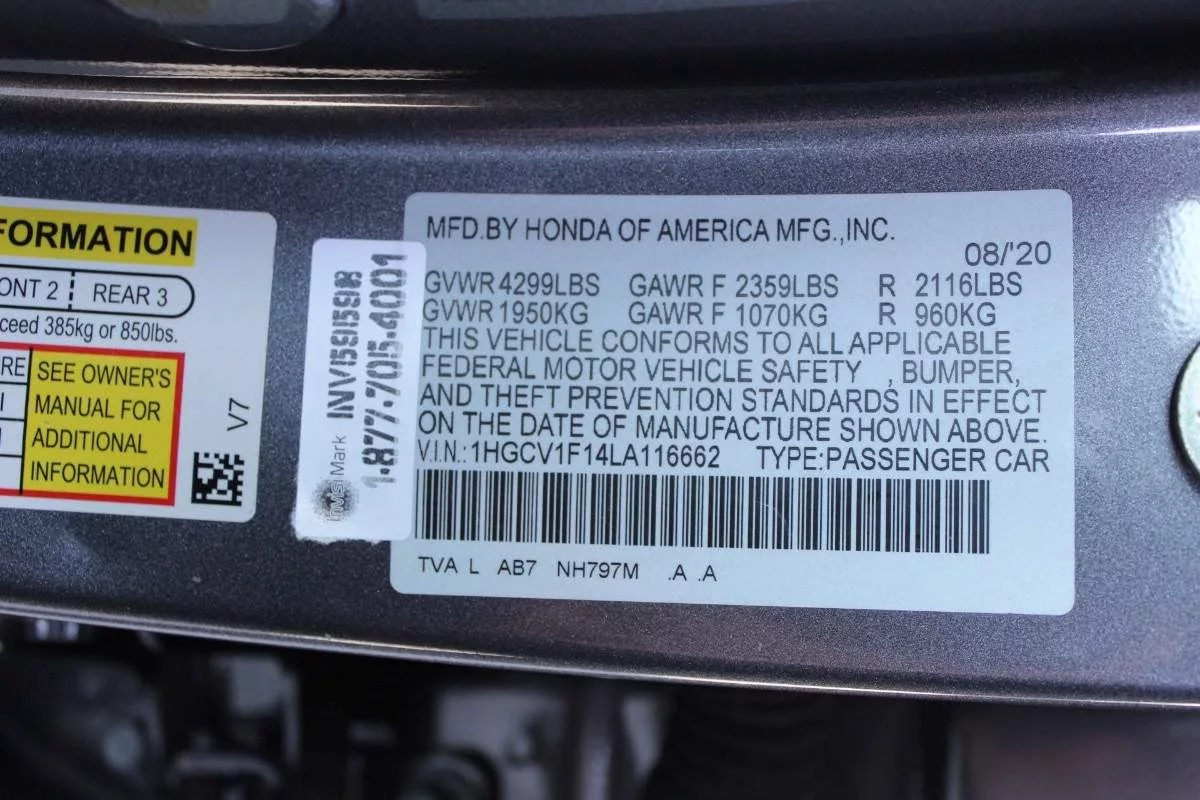 FORMATION
ONT 2 REAR 3
ceed 385kg or 850lbs.
RE
SEE OWNER'S
MANUAL FOR
ADDITIONAL
INFORMATION
V7
INV59598
1-877-705-4001
Mark
MFD.BY HONDA OF AMERICA MFG.,INC.
08/'20
GVWR 4299LBS GAWR F 2359LBS R 2116LBS
GVWR 1950KG GAWR F 1070KG R 960KG
THIS VEHICLE CONFORMS TO ALL APPLICABLE
FEDERAL MOTOR VEHICLE SAFETY , BUMPER,
AND THEFT PREVENTION STANDARDS IN EFFECT
ON THE DATE OF MANUFACTURE SHOWN ABOVE.
V.I.N.:1HGCV1F14LA116662 TYPE:PASSENGER CAR
TVA L AB7 NH797M .A .A